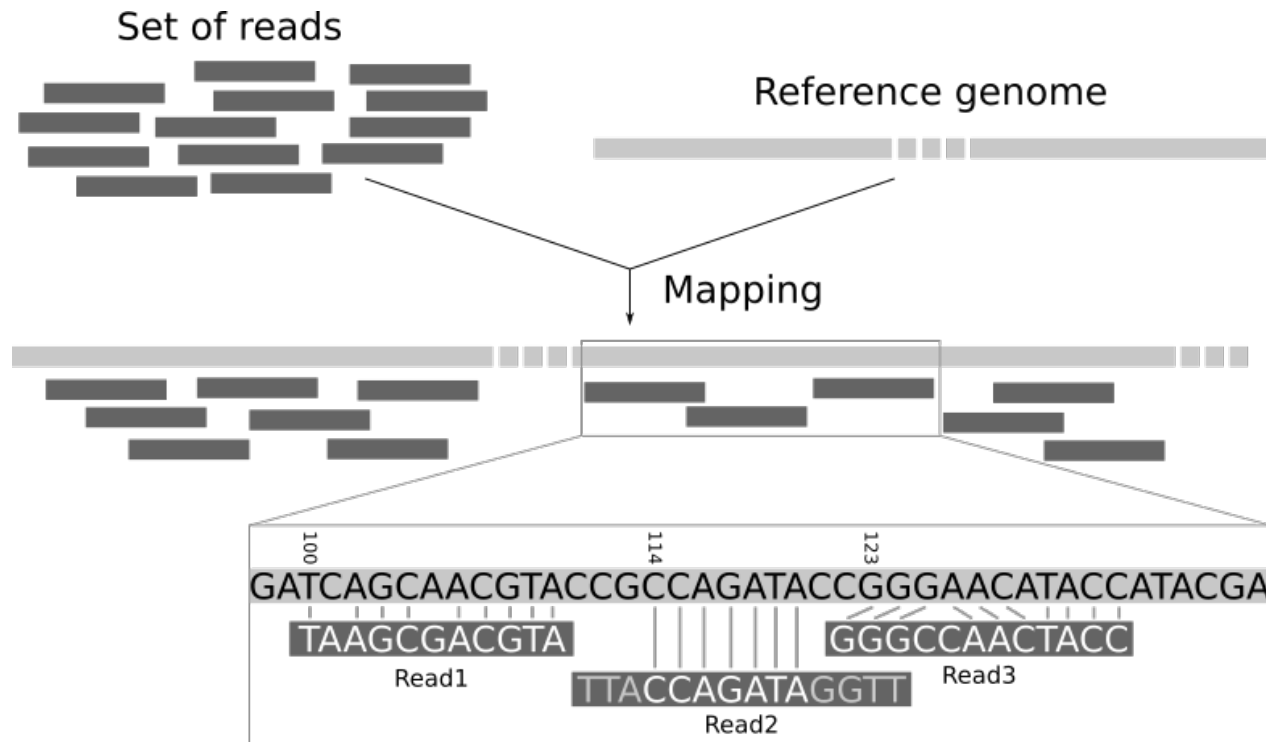 Set of reads
Reference genome
Mapping
100 114 123
GATCAGCAACGTACCGCCAGATACCGGGAACATACCATACGA
TAAGCGACGTA
GGGCCAACTACC
Read1
Read3
TTACCAGATAGGTT
Read2